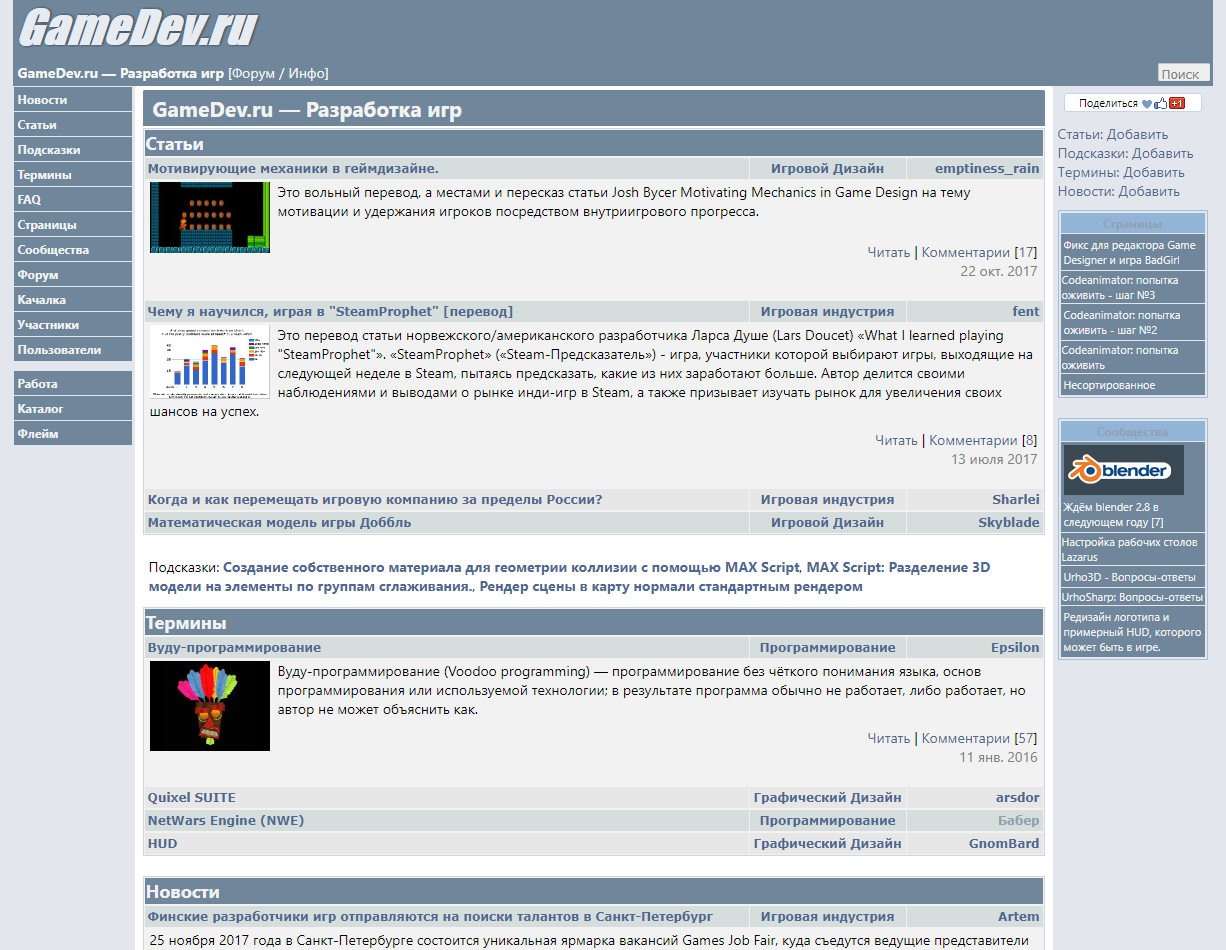 GameDev.ru
GameDev.ru — Разработка игр [Форум / Инфо]
Поиск
Новости
Статьи
Подсказки
Термины
FAQ
Страницы
Сообщества
Форум
Качалка
Участники
Пользователи
Работа
Каталог
Флейм
GameDev.ru — Разработка игр
Статьи
Мотивирующие механики в геймдизайне. Игровой Дизайн emptiness_rain
Это вольный перевод, а местами и пересказ статьи Josh Bycer Motivating Mechanics in Game Design на тему
мотивации и удержания игроков посредством внутриигрового прогресса.
Читать | Комментарии [17]
22 окт. 2017
Чему я научился, играя в "SteamProphet" [перевод] Игровая индустрия fent
Это перевод статьи норвежского/американского разработчика Ларса Душе (Lars Doucet) «What I learned playing
"SteamProphet"». «SteamProphet» («Steam-Предсказатель») - игра, участники которой выбирают игры, выходящие на
следующей неделе в Steam, пытаясь предсказать, какие из них заработают больше. Автор делится своими
наблюдениями и выводами о рынке инди-игр в Steam, а также призывает изучать рынок для увеличения своих
шансов на успех.
Читать | Комментарии [8]
13 июля 2017
Когда и как перемещать игровую компанию за пределы России? Игровая индустрия Sharlei
Математическая модель игры Доббль Игровой Дизайн Skyblade
Подсказки: Создание собственного материала для геометрии коллизии с помощью MAX Script, MAX Script: Разделение 3D
модели на элементы по группам сглаживания., Рендер сцены в карту нормали стандартным рендером
Термины
Вуду-программирование Программирование Epsilon
Вуду-программирование (Voodoo programming) — программирование без чёткого понимания языка, основ
программирования или используемой технологии; в результате программа обычно не работает, либо работает, но
автор не может объяснить как.
Читать | Комментарии [57]
11 янв. 2016
Quixel SUITE Графический Дизайн arsdor
NetWars Engine (NWE) Программирование Бабер
HUD Графический Дизайн GnomBard
Новости
Финские разработчики игр отправляются на поиски талантов в Санкт-Петербург Игровая индустрия Artem
25 ноября 2017 года в Санкт-Петербурге состоится уникальная ярмарка вакансий Games Job Fair, куда съедутся ведущие представители
Поделиться +1
Статьи: Добавить
Подсказки: Добавить
Термины: Добавить
Новости: Добавить
Страницы
Фикс для редактора Game
Designer и игра BadGirl
Codeanimator: попытка
оживить - шаг №3
Codeanimator: попытка
оживить - шаг №2
Codeanimator: попытка
оживить
Несортированное
Сообщества
blender
Ждём blender 2.8 в
следующем году [7]
Настройка рабочих столов
Lazarus
Urho3D - Вопросы-ответы
UrhoSharp: Вопросы-ответы
Редизайн логотипа и
примерный HUD, которого
может быть в игре.